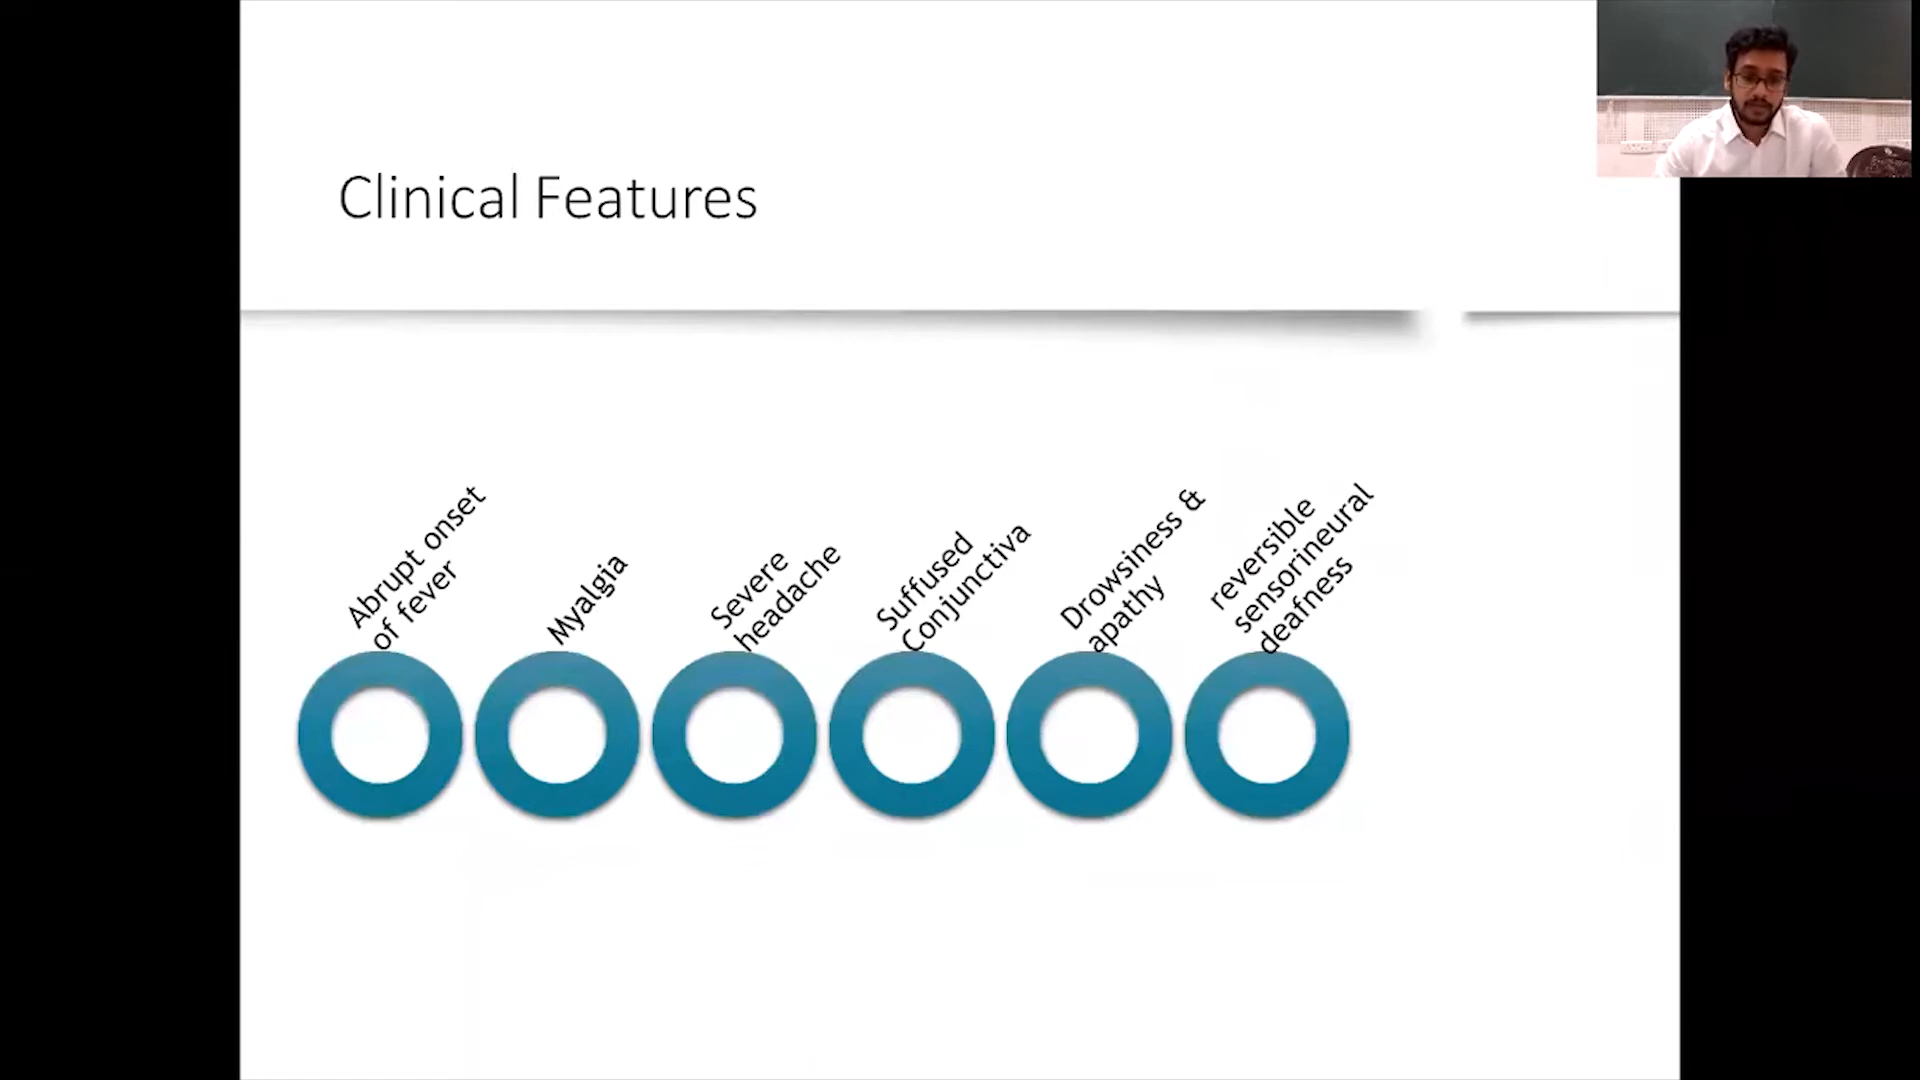 Clinical Features
Abrupt onset
of fever
Myalgia
Severe
headache
Suffused
Conjunctiva
Drowsiness &
apathy
reversible
sensorineural
deafness